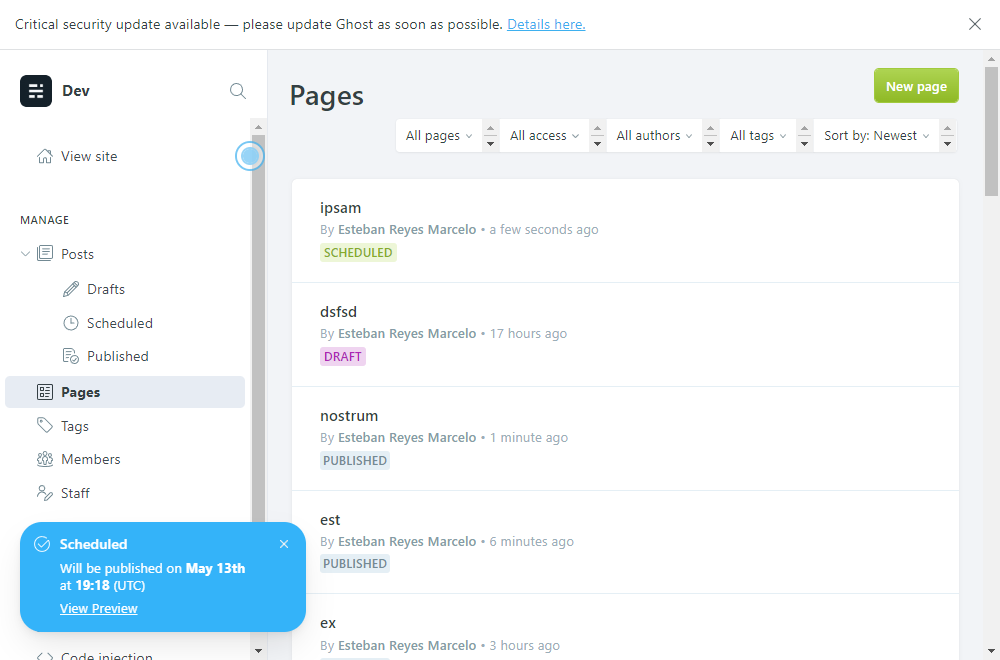 Critical security update available — please update Ghost as soon as possible. Details here.
Dev
View site
MANAGE
Posts
Drafts
Scheduled
Published
Pages
Tags
Members
Staff
Scheduled
Will be published on May 13th
at 19:18 (UTC)
View Preview
Code injection
Pages
New page
All pages
All access
All authors
All tags
Sort by: Newest
ipsam
By Esteban Reyes Marcelo • a few seconds ago
SCHEDULED
dsfsd
By Esteban Reyes Marcelo • 17 hours ago
DRAFT
nostrum
By Esteban Reyes Marcelo • 1 minute ago
PUBLISHED
est
By Esteban Reyes Marcelo • 6 minutes ago
PUBLISHED
ex
By Esteban Reyes Marcelo • 3 hours ago